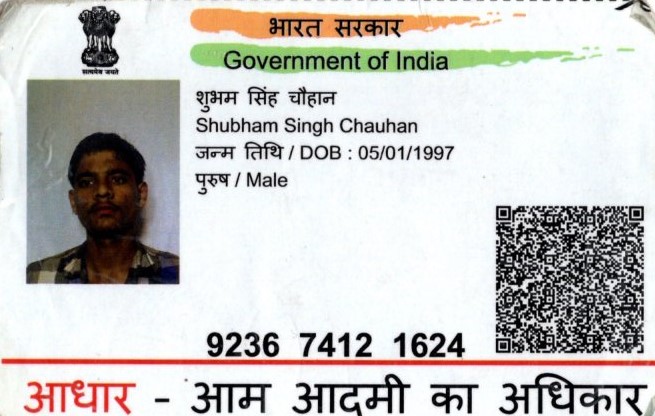 भारत सरकार
Government of India
सत्यमेव जयते
शुभम सिंह चौहान
Shubham Singh Chauhan
जन्म तिथि / DOB : 05/01/1997
पुरुष / Male
9236 7412 1624
आधार - आम आदमी का अधिकार